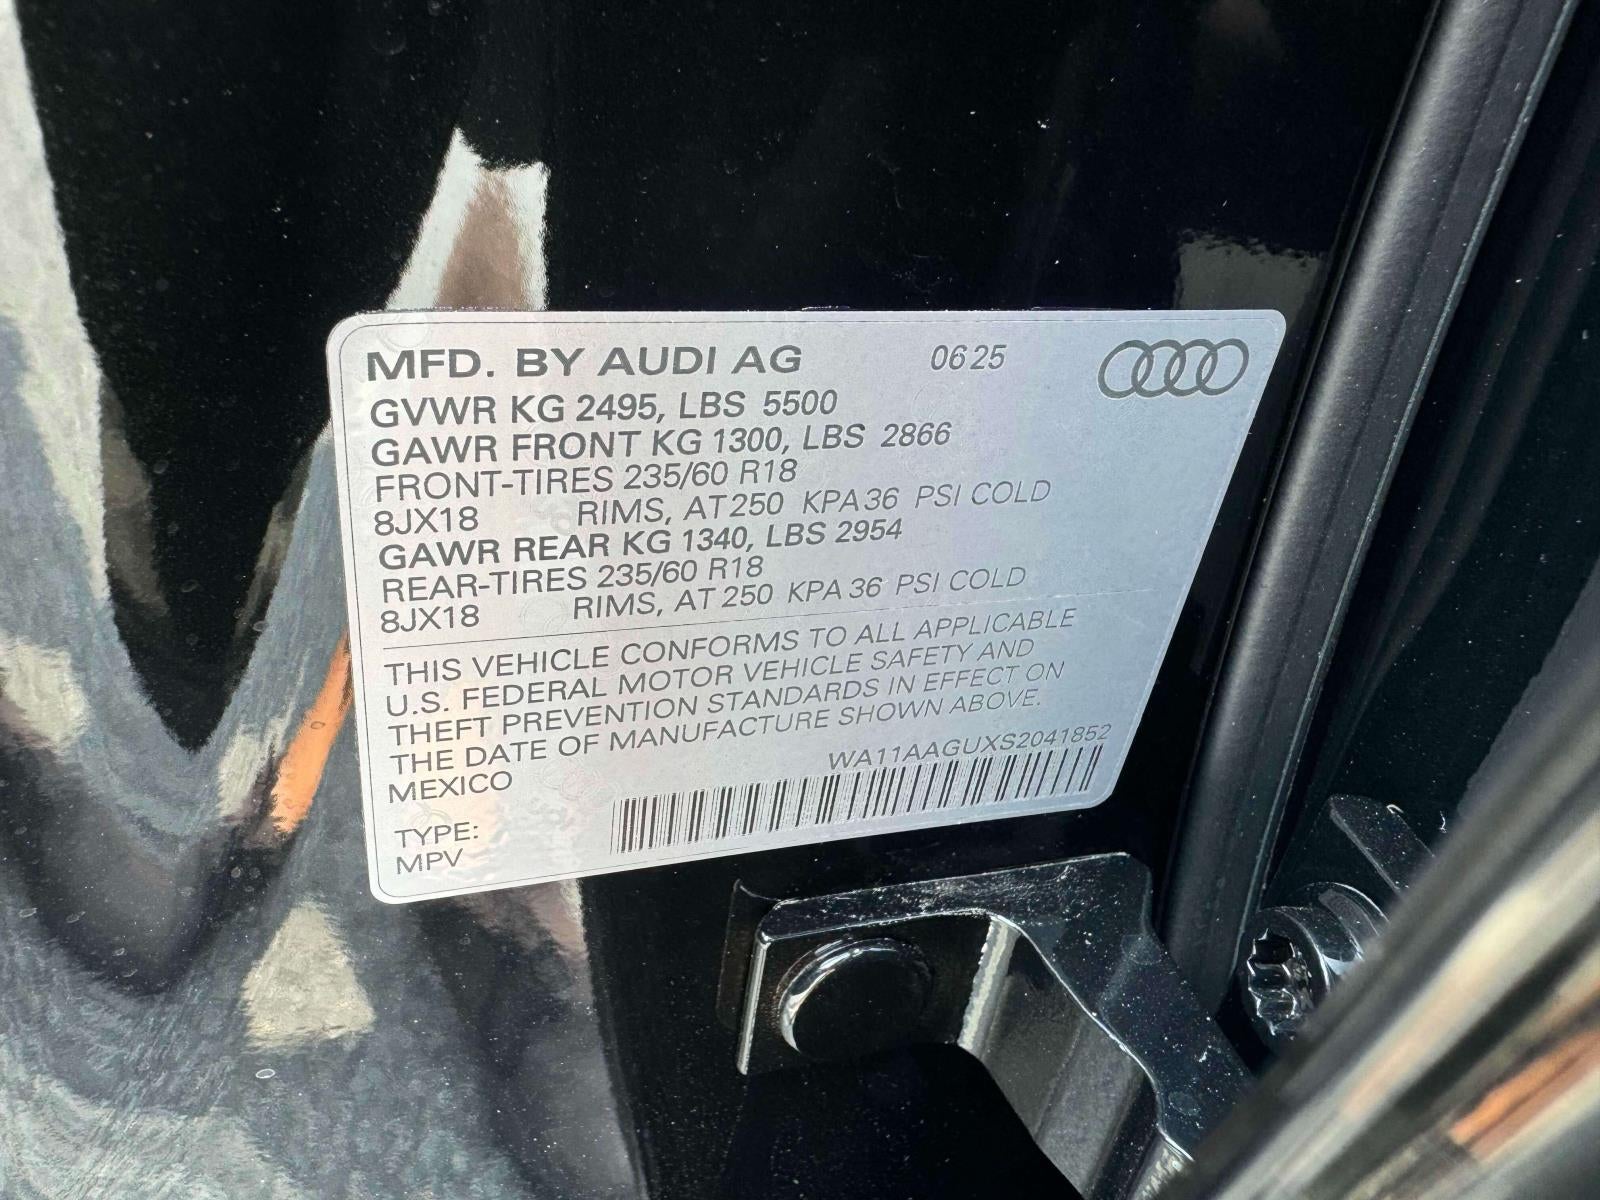 MFD. BY AUDI AG 06 25
GVWR KG 2495, LBS 5500
GAWR FRONT KG 1300, LBS 2866
FRONT-TIRES 235/60 R18
8JX18 RIMS, AT 250 KPA 36 PSI COLD
GAWR REAR KG 1340, LBS 2954
REAR-TIRES 235/60 R18
8JX18 RIMS, AT 250 KPA 36 PSI COLD
THIS VEHICLE CONFORMS TO ALL APPLICABLE
U.S. FEDERAL MOTOR VEHICLE SAFETY AND
THEFT PREVENTION STANDARDS IN EFFECT ON
THE DATE OF MANUFACTURE SHOWN ABOVE.
MEXICO WA11AAGUXS2041852
TYPE:
MPV